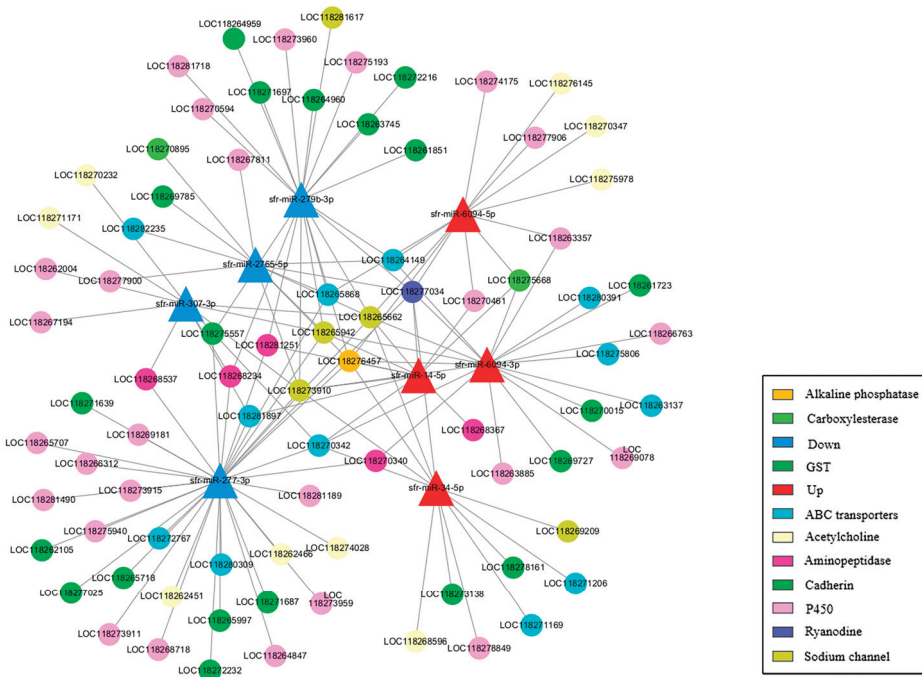 LOC118281617
LOC118264959
LOC118273960
LOC118281718
LOC118275193
LOC118272216
LOC118271697
LOC118264960
LOC118274175
LOC118276145
LOC118270594
LOC118263745
LOC118270347
LOC118277906
LOC118270895
LOC118267811
LOC118261851
LOC118270232
LOC118275978
LOC118269785
sfr-miR-279b-3p
sfr-miR-6094-5p
LOC118271171
LOC118282235
LOC118263357
LOC118264149
sfr-miR-2765-5p
LOC118262004
LOC118277900
LOC118275668
LOC118277034
LOC118280391
LOC118261723
LOC118265868
LOC118270461
sfr-miR-307-3p
LOC118265662
LOC118267194
LOC118275557
LOC118265942
LOC118266763
LOC118281251
LOC118275806
LOC118276457
sfr-miR-6094-3p
sfr-miR-14-5p
LOC118268537
LOC118268234
LOC118273910
LOC118271639
LOC118263137
LOC118270015
LOC118281897
LOC118268367
LOC118269181
LOC118265707
LOC118270342
LOC
118269078
LOC118266312
LOC118270340
LOC118269727
LOC118263885
sfr-miR-277-3p
sfr-miR-34-5p
LOC118273915
LOC118281490
LOC118281189
LOC118275940
LOC118269209
LOC118272767
LOC118262466
LOC118274028
LOC118262105
LOC118280309
LOC118278161
LOC118265718
LOC118271206
LOC118277025
LOC118262451
LOC118271687
LOC
118273959
LOC118273138
LOC118265997
LOC118271169
LOC118273911
LOC118268596
LOC118268718
LOC118264847
LOC118278849
LOC118272232
Alkaline phosphatase
Carboxylesterase
Down
GST
Up
ABC transporters
Acetylcholine
Aminopeptidase
Cadherin
P450
Ryanodine
Sodium channel